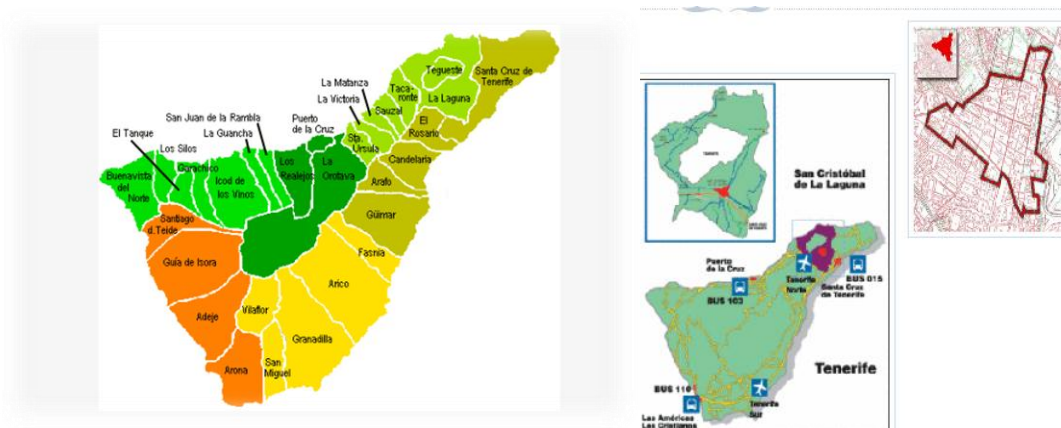 Tegueste
Santa Cruz de
Tenerife
La Matanza
Taca-
ronte
La Victoria
La Laguna
Sauzal
San Juan de la Rambla
Puerto
de la Cruz
El
Rosario
La Guancha
El Tanque
Sta.
Ursula
Los Silos
Candelaria
Garachico
Los
Realejos
La
Orotava
Buenavista
del
Norte
Icod de
los Vinos
Arafo
Santiago
d. Teide
Güimar
Fasnia
Guía de Isora
Arico
Vilaflor
Adeje
Granadilla
San
Miguel
Arona
San Cristóbal
de La Laguna
Puerto
de la Cruz
BUS 103
Tenerife
Norte
BUS 015
Santa Cruz
de Tenerife
Tenerife
BUS 110
Tenerife
Sur
Las Américas
Los Cristianos